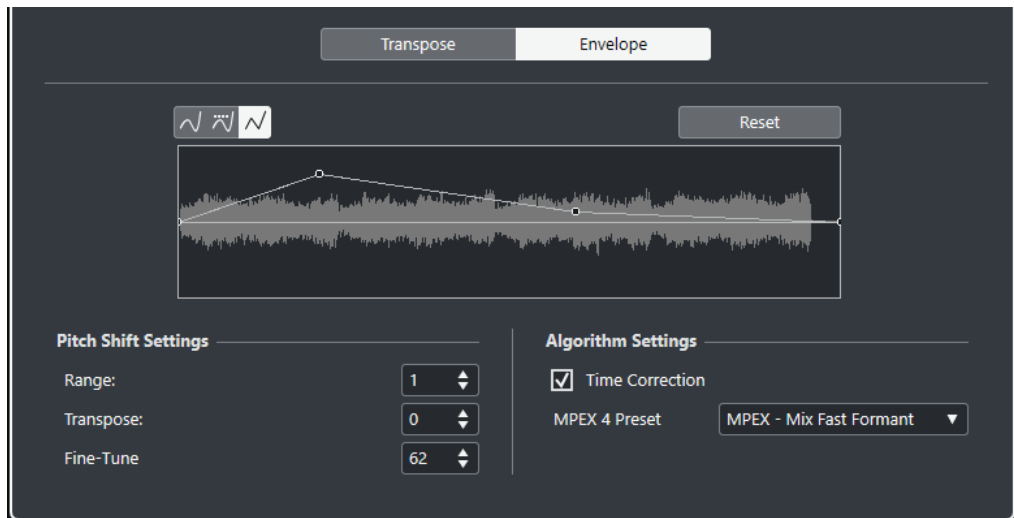 Transpose Envelope
Reset
Pitch Shift Settings
Range: 1
Transpose: 0
Fine-Tune 62
Algorithm Settings
Time Correction
MPEX 4 Preset MPEX - Mix Fast Formant